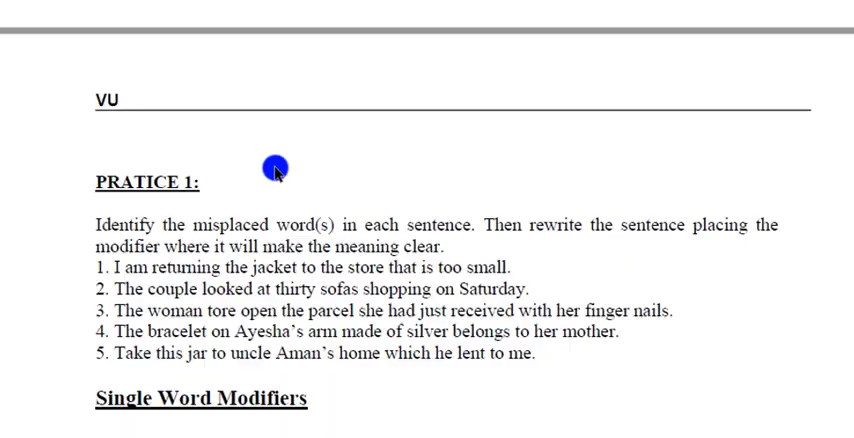 VU
PRATICE 1:
Identify the misplaced word(s) in each sentence. Then rewrite the sentence placing the
modifier where it will make the meaning clear.
1. I am returning the jacket to the store that is too small.
2. The couple looked at thirty sofas shopping on Saturday.
3. The woman tore open the parcel she had just received with her finger nails.
4. The bracelet on Ayesha’s arm made of silver belongs to her mother.
5. Take this jar to uncle Aman’s home which he lent to me.
Single Word Modifiers